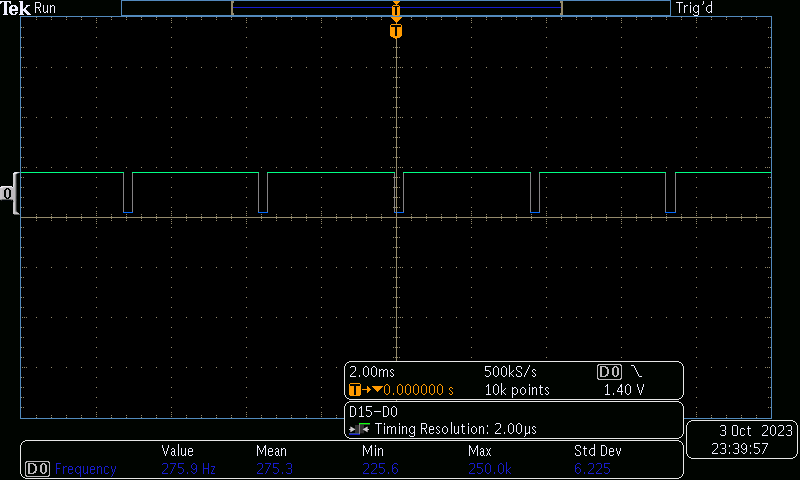 Tek Run Trig'd
T
T
0
2.00ms 500kS/s D0
T→▼0.000000 s 10k points 1.40 V
D15-D0
Timing Resolution: 2.00µs
3 Oct 2023
23:39:57
Value Mean Min Max Std Dev
D0 Frequency 275.9 Hz 275.3 225.6 250.0k 6.225